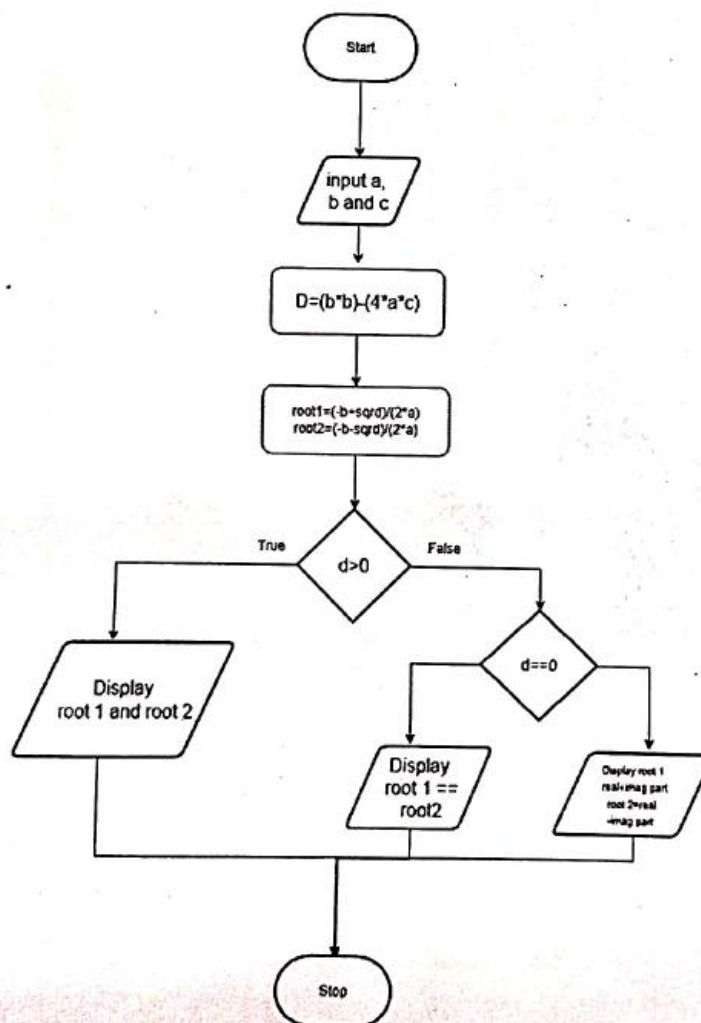 Start
input a,
b and c
D=(b*b)-(4*a*c)
root1=(-b+sqrd)/(2*a)
root2=(-b-sqrd)/(2*a)
True
d>0
False
d==0
Display
root 1 and root 2
Display
root 1 ==
root2
Display root 1
real+imag part
root 2=real
-imag part
Stop